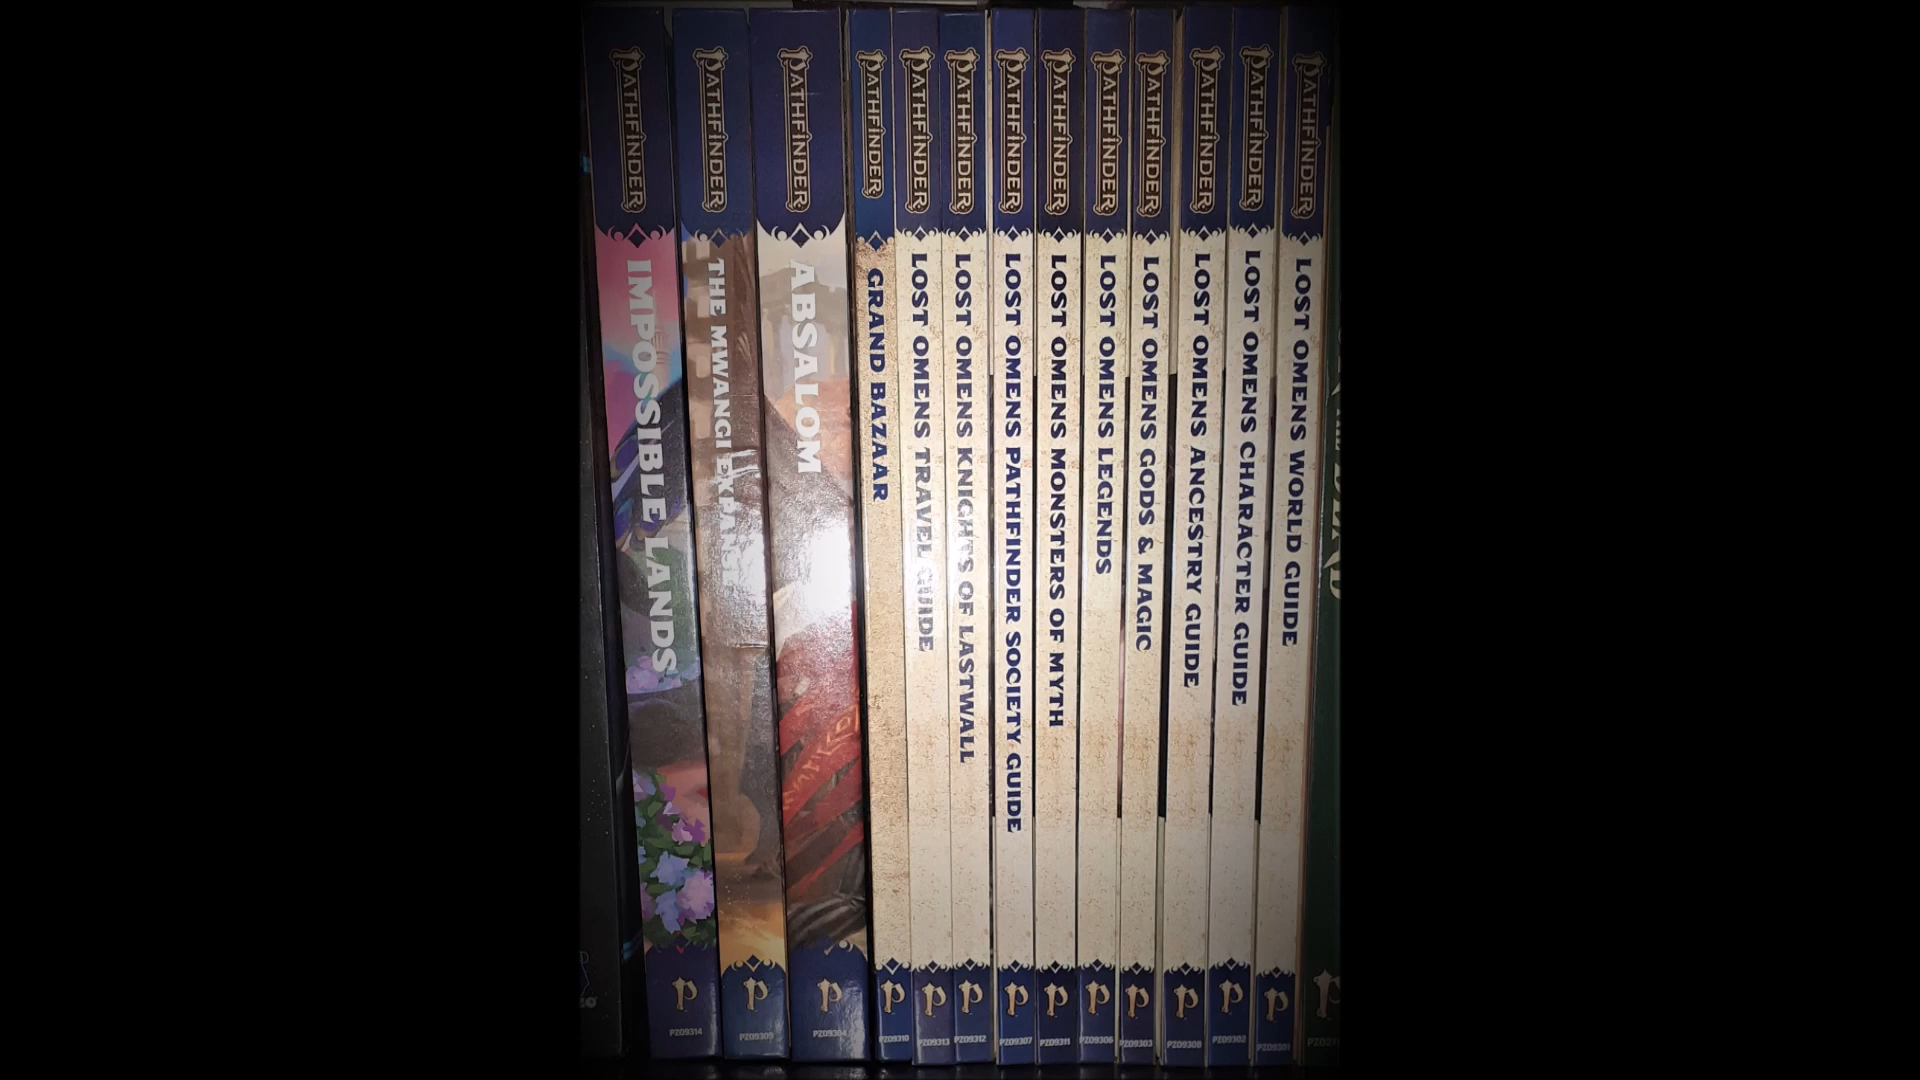 PATHFINDER
IMPOSSIBLE LANDS
P
PZO9314
PATHFINDER
THE MWANGI EXPANSE
P
PZO9309
PATHFINDER
ABSALOM
P
PZO9304
PATHFINDER
GRAND BAZAAR
P
PZO9310
PATHFINDER
LOST OMENS TRAVEL GUIDE
P
PZO9313
PATHFINDER
LOST OMENS KNIGHTS OF LASTWALL
P
PZO9312
PATHFINDER
LOST OMENS PATHFINDER SOCIETY GUIDE
P
PZO9307
PATHFINDER
LOST OMENS MONSTERS OF MYTH
P
PZO9311
PATHFINDER
LOST OMENS LEGENDS
P
PZO9306
PATHFINDER
LOST OMENS GODS & MAGIC
P
PZO9303
PATHFINDER
LOST OMENS ANCESTRY GUIDE
P
PZO9308
PATHFINDER
LOST OMENS CHARACTER GUIDE
P
PZO9302
PATHFINDER
LOST OMENS WORLD GUIDE
P
PZO9301
P